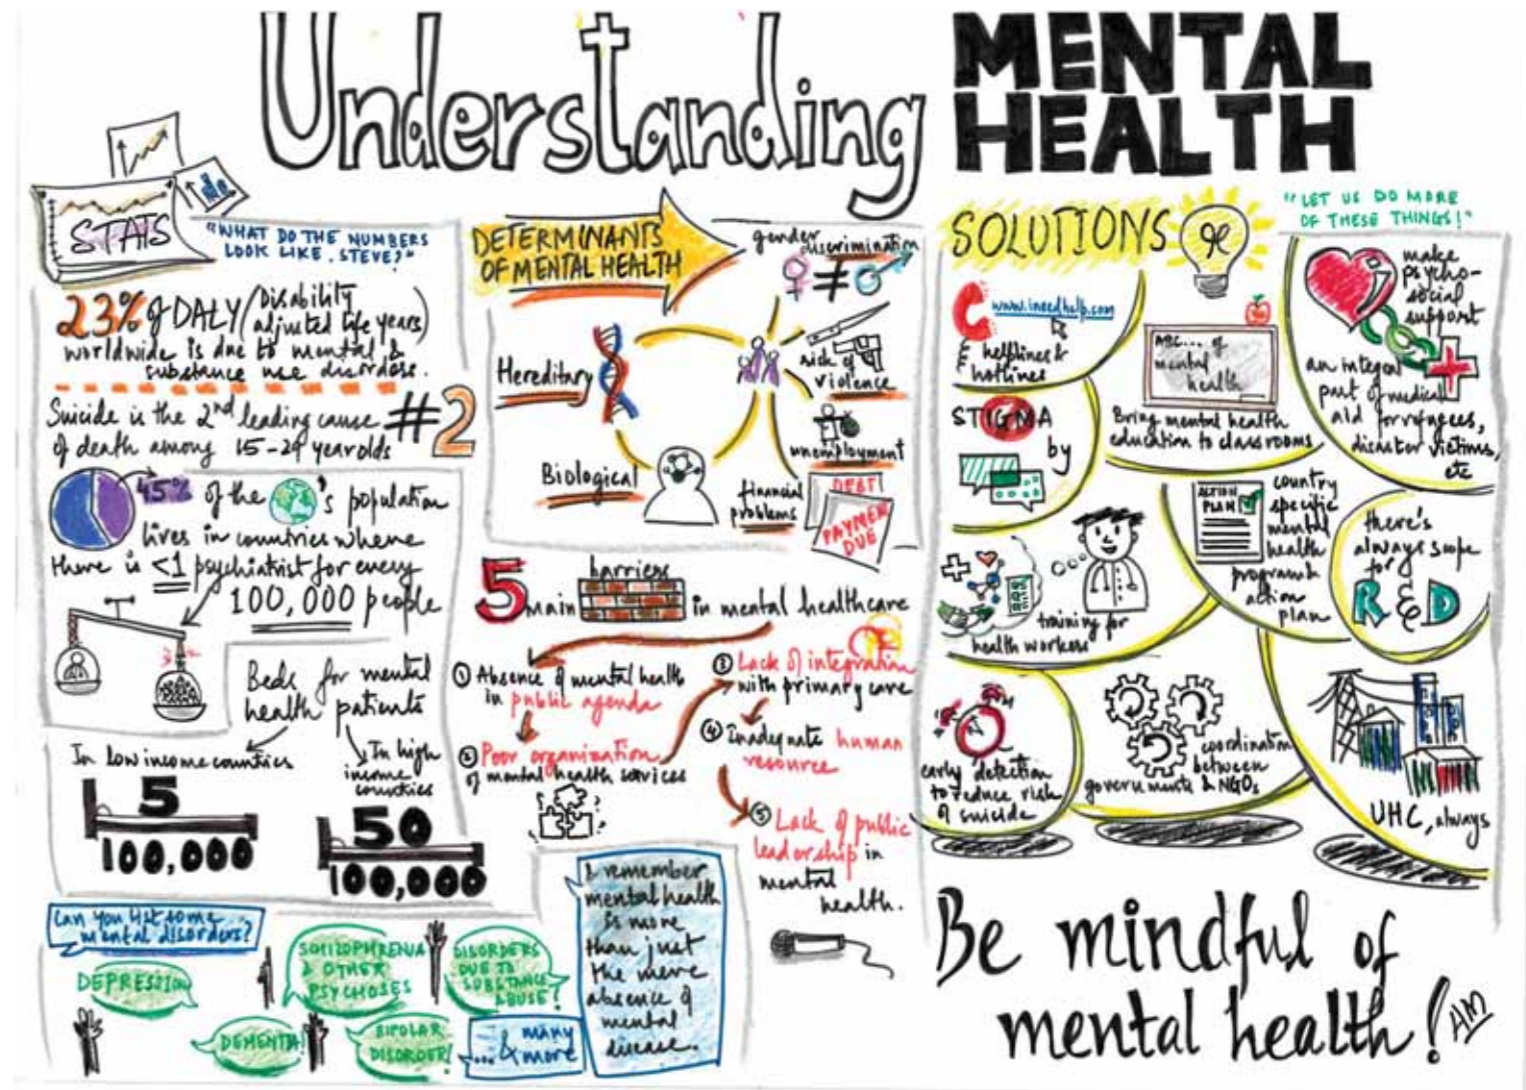 Understanding
MENTAL
HEALTH
STATS
"WHAT DO THE NUMBERS
LOOK LIKE, STEVE?"
23% of DALY (Disability
adjusted life years)
worldwide is due to mental &
substance use disorders.
Suicide is the 2nd leading cause
of death among 15-29 year olds
#2
45% of the 's population
lives in countries where
there is <1 psychiatrist for every
100,000 people
Beds for mental
health patients
In low income countries
5
100,000
In high
income
countries
50
100,000
Can you list some
mental disorders?
DEPRESSION
SCHIZOPHRENIA
& OTHER
PSYCHOSES
DISORDERS
DUE TO
SUBSTANCE
ABUSE!
DEMENTIA!
BIPOLAR
DISORDER!
... & many
more
I remember
mental health
is more
than just
the mere
absence of
mental
disease.
DETERMINANTS
OF MENTAL HEALTH
gender
discrimination
≠
Hereditary
Biological
risk of
violence
unemployment
financial
problems
DEBT
PAYMEN
DUE
5 main barriers in mental healthcare
① Absence of mental health
in public agenda
② Poor organization
of mental health services
③ Lack of integration
with primary care
④ Inadequate human
resource
⑤ Lack of public
leadership in
mental
health.
SOLUTIONS
"LET US DO MORE
OF THESE THINGS!"
www.ineedhelp.com
helplines &
hotlines
STIGMA
by
ABC... of
mental
health
Bring mental health
education to classrooms
make
psycho-
social
support
an integral
part of medical
aid for refugees,
disaster victims,
etc
training for
health workers
ACTION
PLAN
country
specific
mental
health
program &
action
plan
there's
always scope
for
R & D
early detection
to reduce risk
of suicide
coordination
between
governments & NGOs
UHC, always
Be mindful of
mental health!
AM